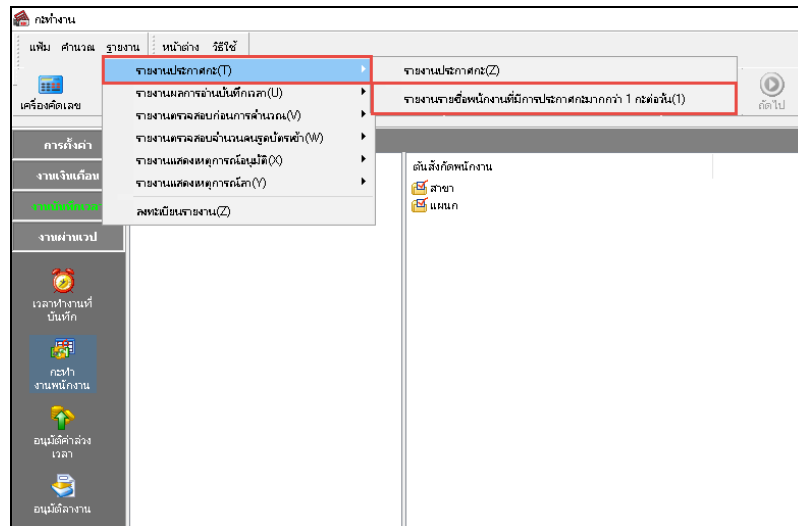 กะทำงาน
แฟ้ม คำนวณ รายงาน หน้าต่าง วิธีใช้
เครื่องคิดเลข
ถัดไป
รายงานประกาศกะ(T)
รายงานผลการอ่านบันทึกเวลา(U)
รายงานตรวจสอบก่อนการคำนวณ(V)
รายงานตรวจสอบจำนวนคนรูดบัตรเข้า(W)
รายงานแสดงเหตุการณ์อนุมัติ(X)
รายงานแสดงเหตุการณ์ลา(Y)
ลงทะเบียนรายงาน(Z)
รายงานประกาศกะ(Z)
รายงานรายชื่อพนักงานที่มีการประกาศกะมากกว่า 1 กะต่อวัน(1)
การตั้งค่า
งานเงินเดือน
งานบันทึกเวลา
งานผ่านเวป
เวลาทำงานที่
บันทึก
กะทำ
งานพนักงาน
อนุมัติค่าล่วง
เวลา
อนุมัติลางาน
ต้นสังกัดพนักงาน
สาขา
แผนก